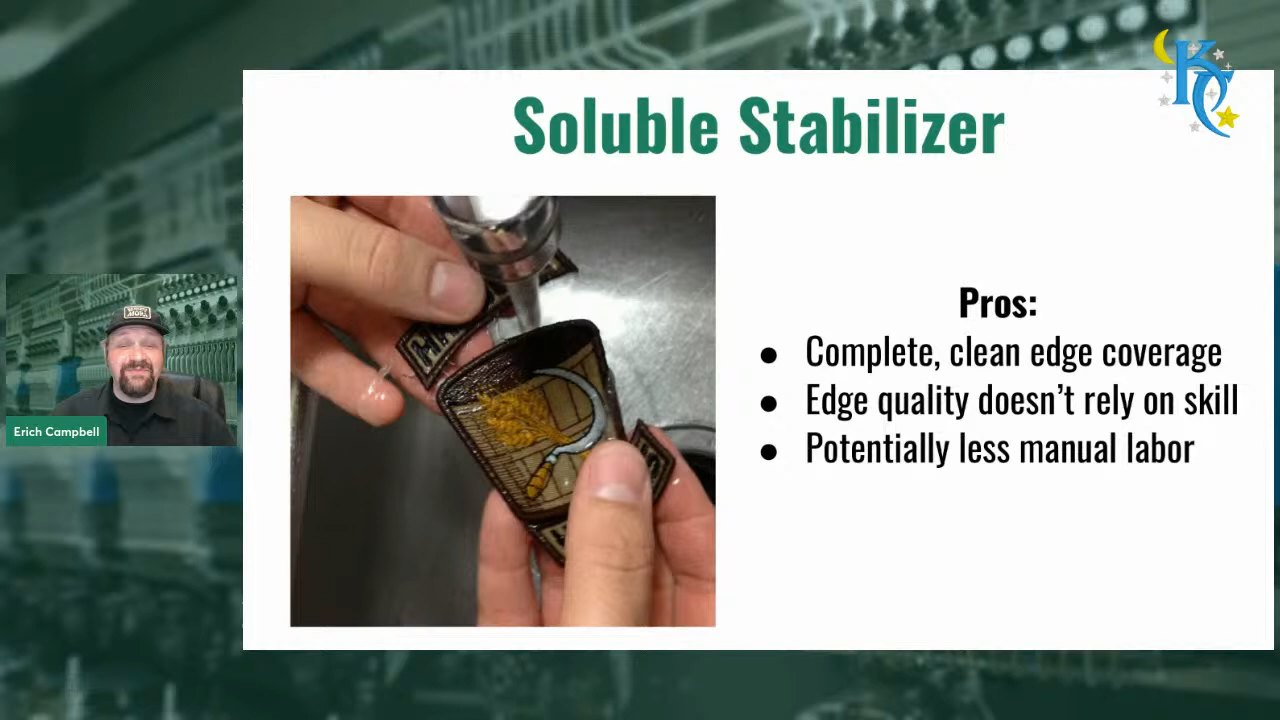 Soluble Stabilizer
Pros:
● Complete, clean edge coverage
● Edge quality doesn't rely on skill
● Potentially less manual labor
Erich Campbell
KC